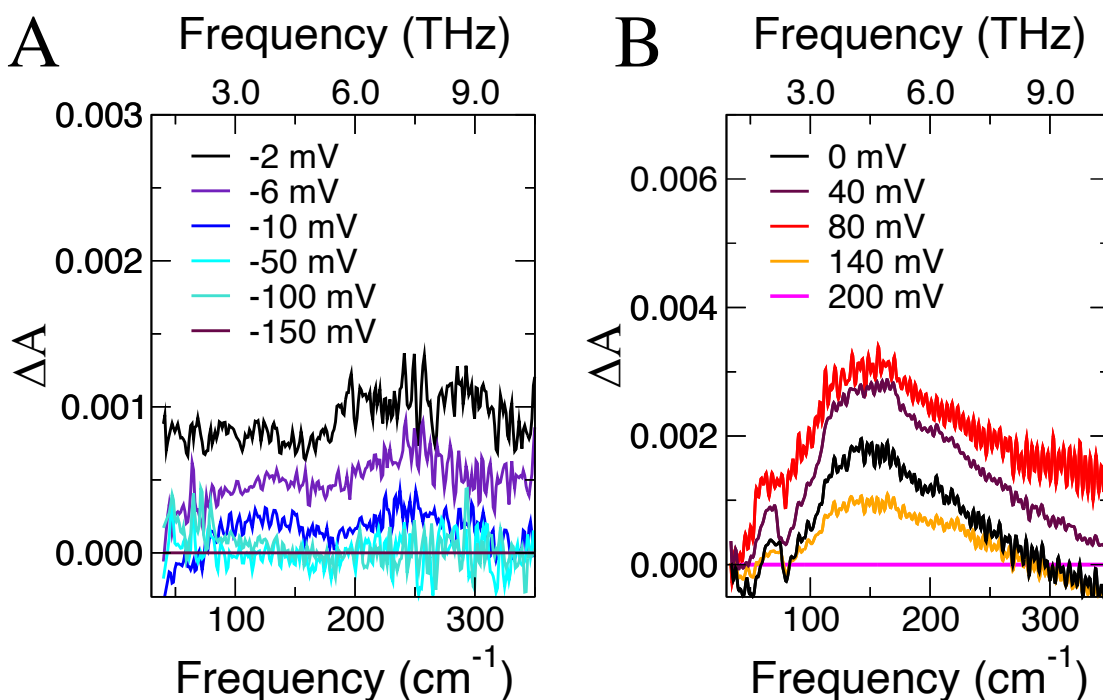 A
Frequency (THz)
3.0 6.0 9.0
0.003
0.002
0.001
0.000
ΔA
-2 mV
-6 mV
-10 mV
-50 mV
-100 mV
-150 mV
100 200 300
Frequency (cm⁻¹)
B
Frequency (THz)
3.0 6.0 9.0
0.006
0.004
0.002
0.000
ΔA
0 mV
40 mV
80 mV
140 mV
200 mV
100 200 300
Frequency (cm⁻¹)